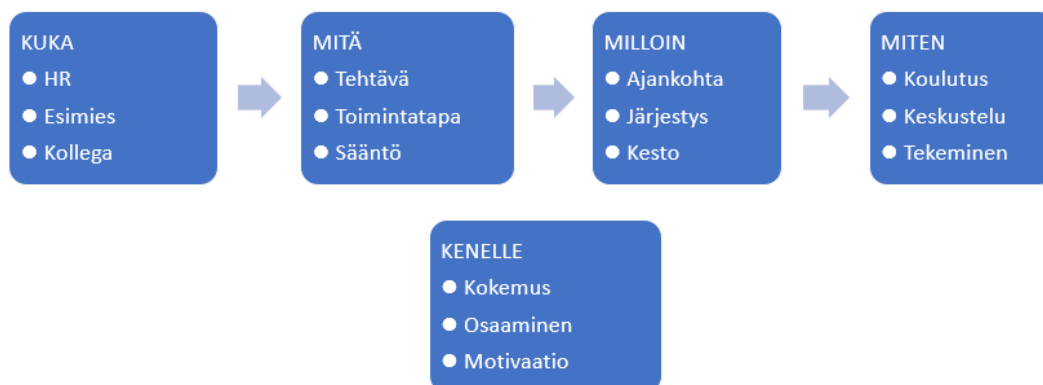 KUKA
● HR
● Esimies
● Kollega
MITÄ
● Tehtävä
● Toimintatapa
● Sääntö
MILLOIN
● Ajankohta
● Järjestys
● Kesto
MITEN
● Koulutus
● Keskustelu
● Tekeminen
KENELLE
● Kokemus
● Osaaminen
● Motivaatio